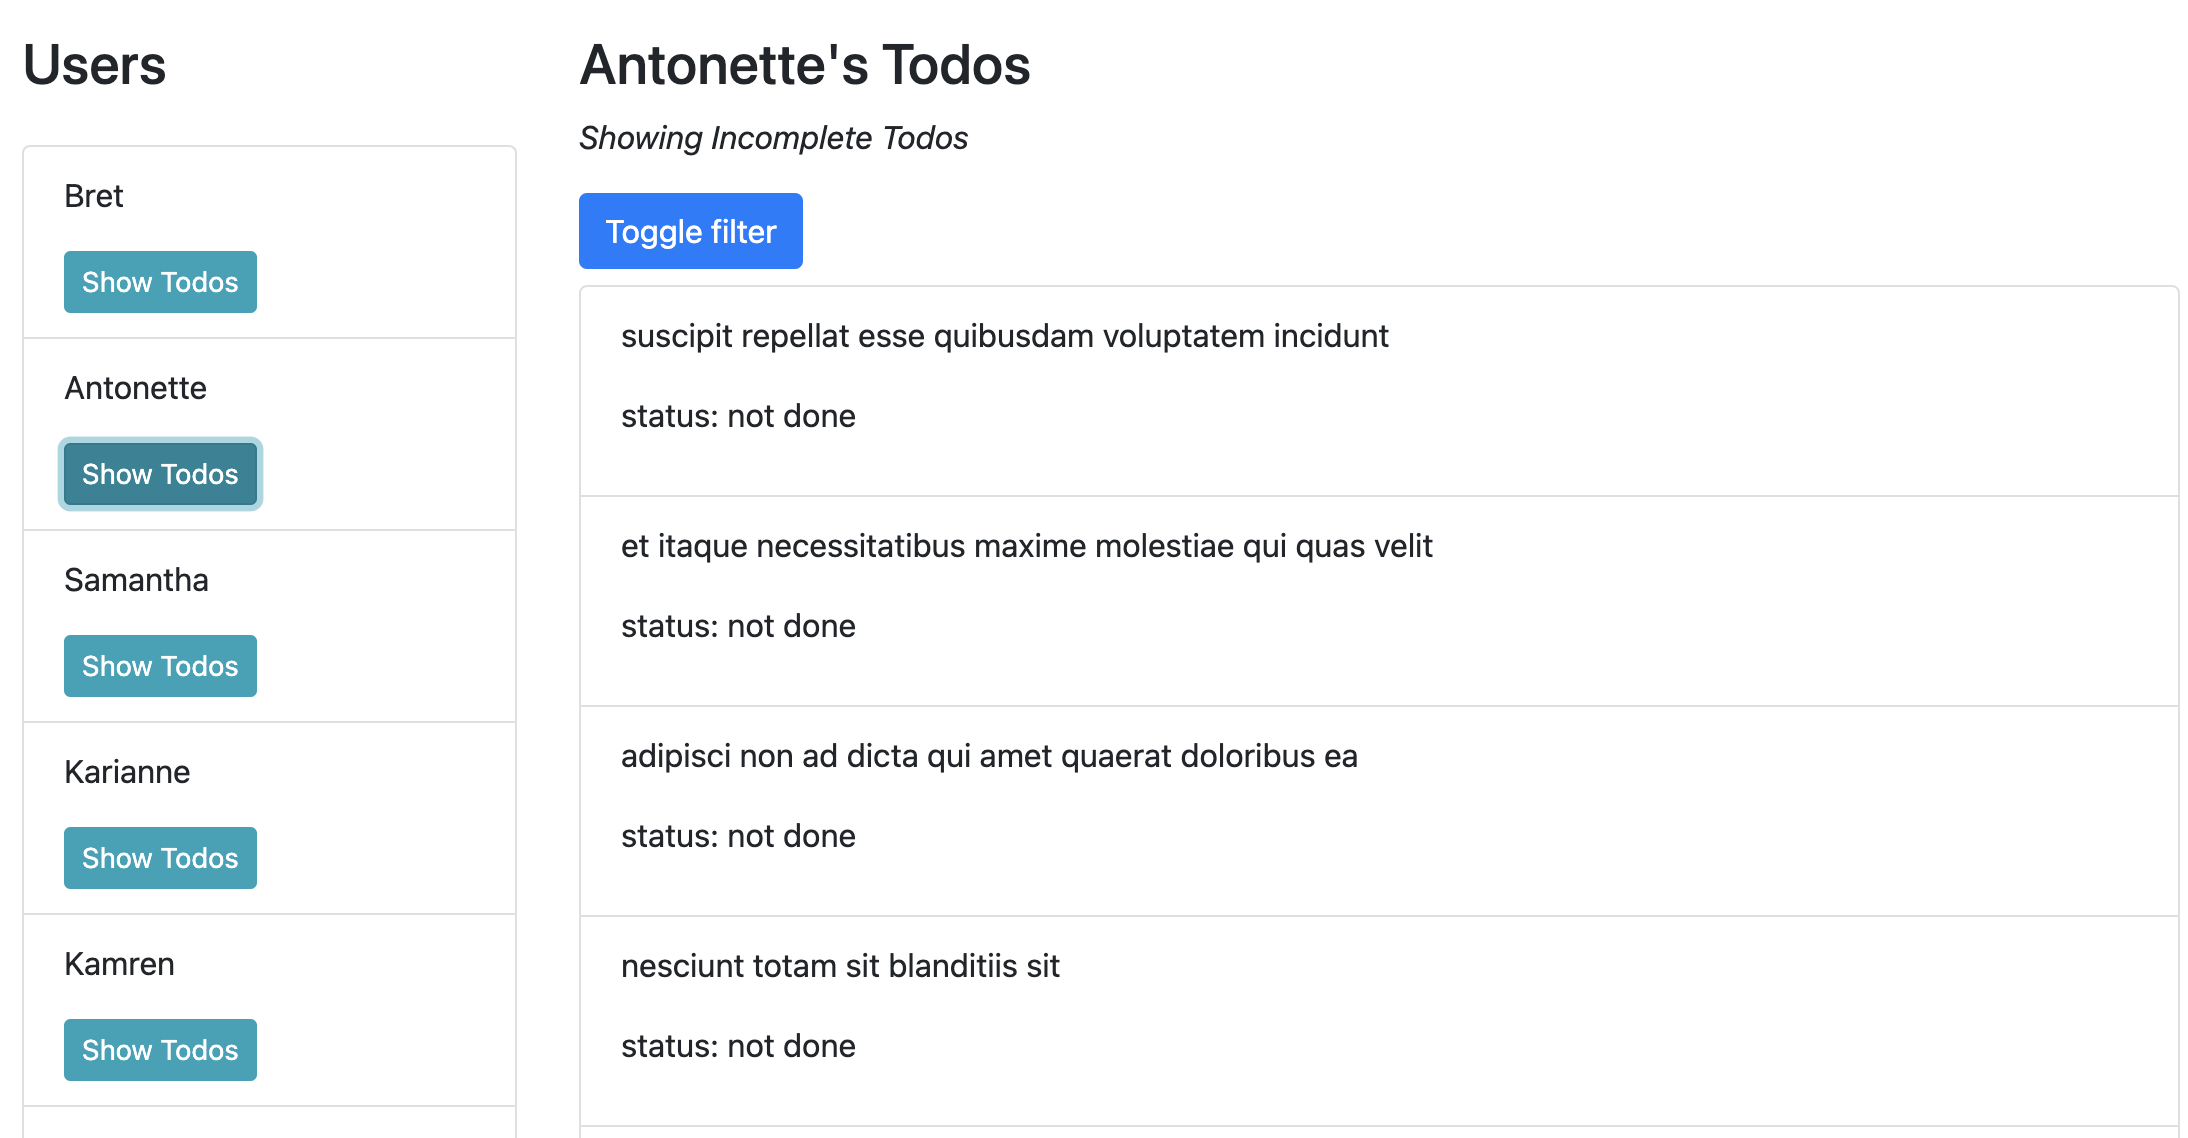 Users
Bret
Show Todos
Antonette
Show Todos
Samantha
Show Todos
Karianne
Show Todos
Kamren
Show Todos
Antonette's Todos
Showing Incomplete Todos
Toggle filter
suscipit repellat esse quibusdam voluptatem incidunt
status: not done
et itaque necessitatibus maxime molestiae qui quas velit
status: not done
adipisci non ad dicta qui amet quaerat doloribus ea
status: not done
nesciunt totam sit blanditiis sit
status: not done